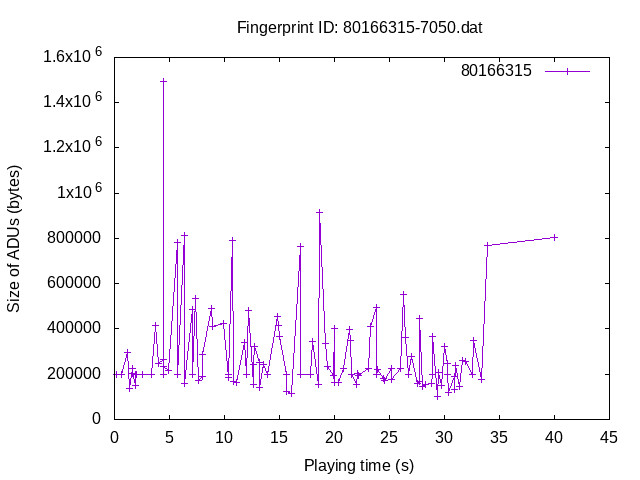 Fingerprint ID: 80166315-7050.dat
80166315
1.6x10^6
1.4x10^6
1.2x10^6
1x10^6
800000
600000
400000
200000
0
Size of ADUs (bytes)
0 5 10 15 20 25 30 35 40 45
Playing time (s)